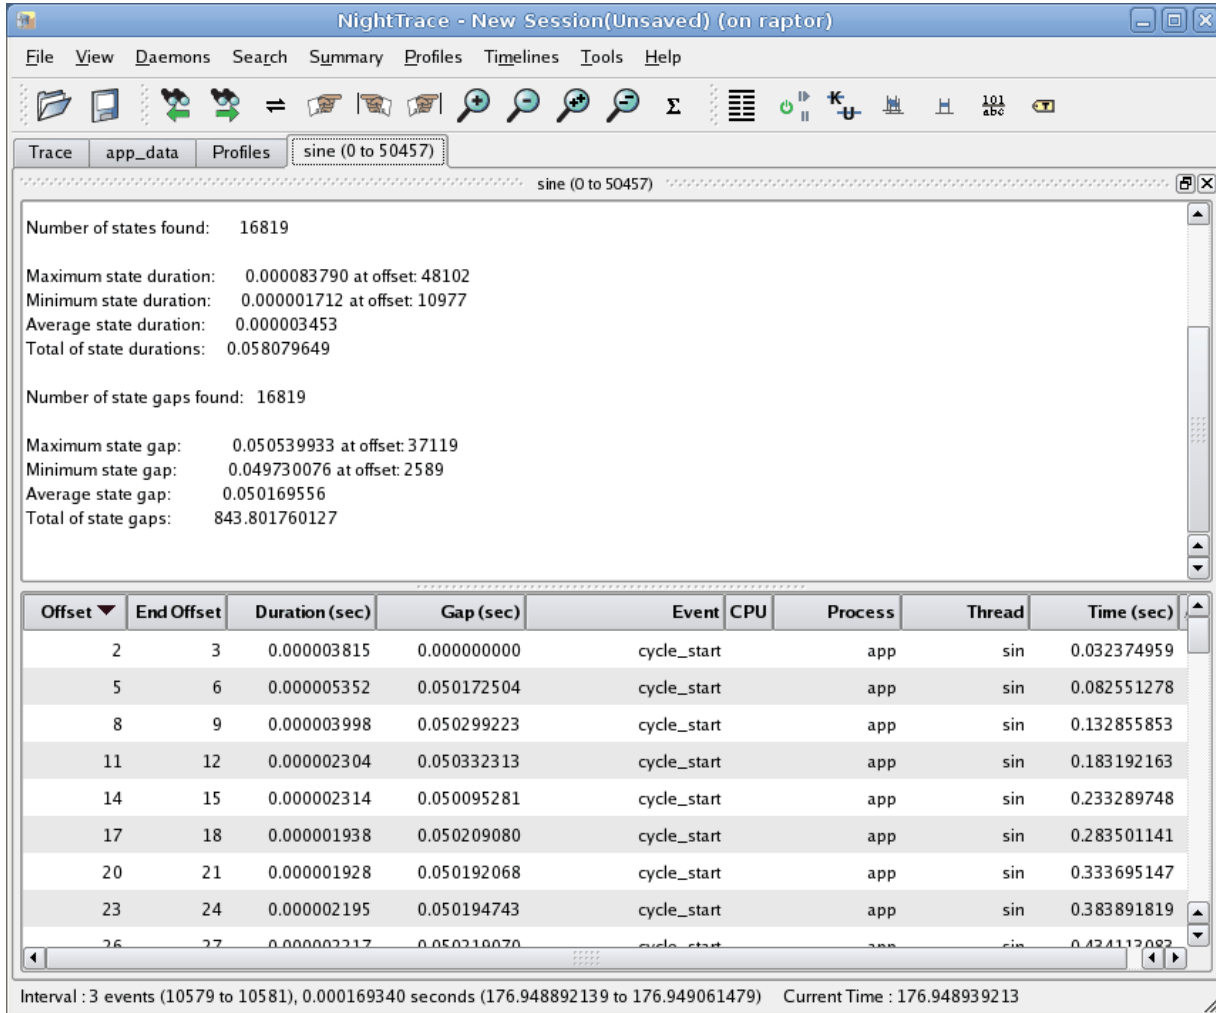 NightTrace - New Session(Unsaved) (on raptor)
File View Daemons Search Summary Profiles Timelines Tools Help
Σ K U 101 abc T
Trace app_data Profiles sine (0 to 50457)
sine (0 to 50457)
Number of states found: 16819
Maximum state duration: 0.000083790 at offset: 48102
Minimum state duration: 0.000001712 at offset: 10977
Average state duration: 0.000003453
Total of state durations: 0.058079649
Number of state gaps found: 16819
Maximum state gap: 0.050539933 at offset: 37119
Minimum state gap: 0.049730076 at offset: 2589
Average state gap: 0.050169556
Total of state gaps: 843.801760127
Offset End Offset Duration (sec) Gap (sec) Event CPU Process Thread Time (sec)
2 3 0.000003815 0.000000000 cycle_start app sin 0.032374959
5 6 0.000005352 0.050172504 cycle_start app sin 0.082551278
8 9 0.000003998 0.050299223 cycle_start app sin 0.132855853
11 12 0.000002304 0.050332313 cycle_start app sin 0.183192163
14 15 0.000002314 0.050095281 cycle_start app sin 0.233289748
17 18 0.000001938 0.050209080 cycle_start app sin 0.283501141
20 21 0.000001928 0.050192068 cycle_start app sin 0.333695147
23 24 0.000002195 0.050194743 cycle_start app sin 0.383891819
26 27 0.000002217 0.050219070 cycle_start app sin 0.434113083
Interval : 3 events (10579 to 10581), 0.000169340 seconds (176.948892139 to 176.949061479) Current Time : 176.948939213